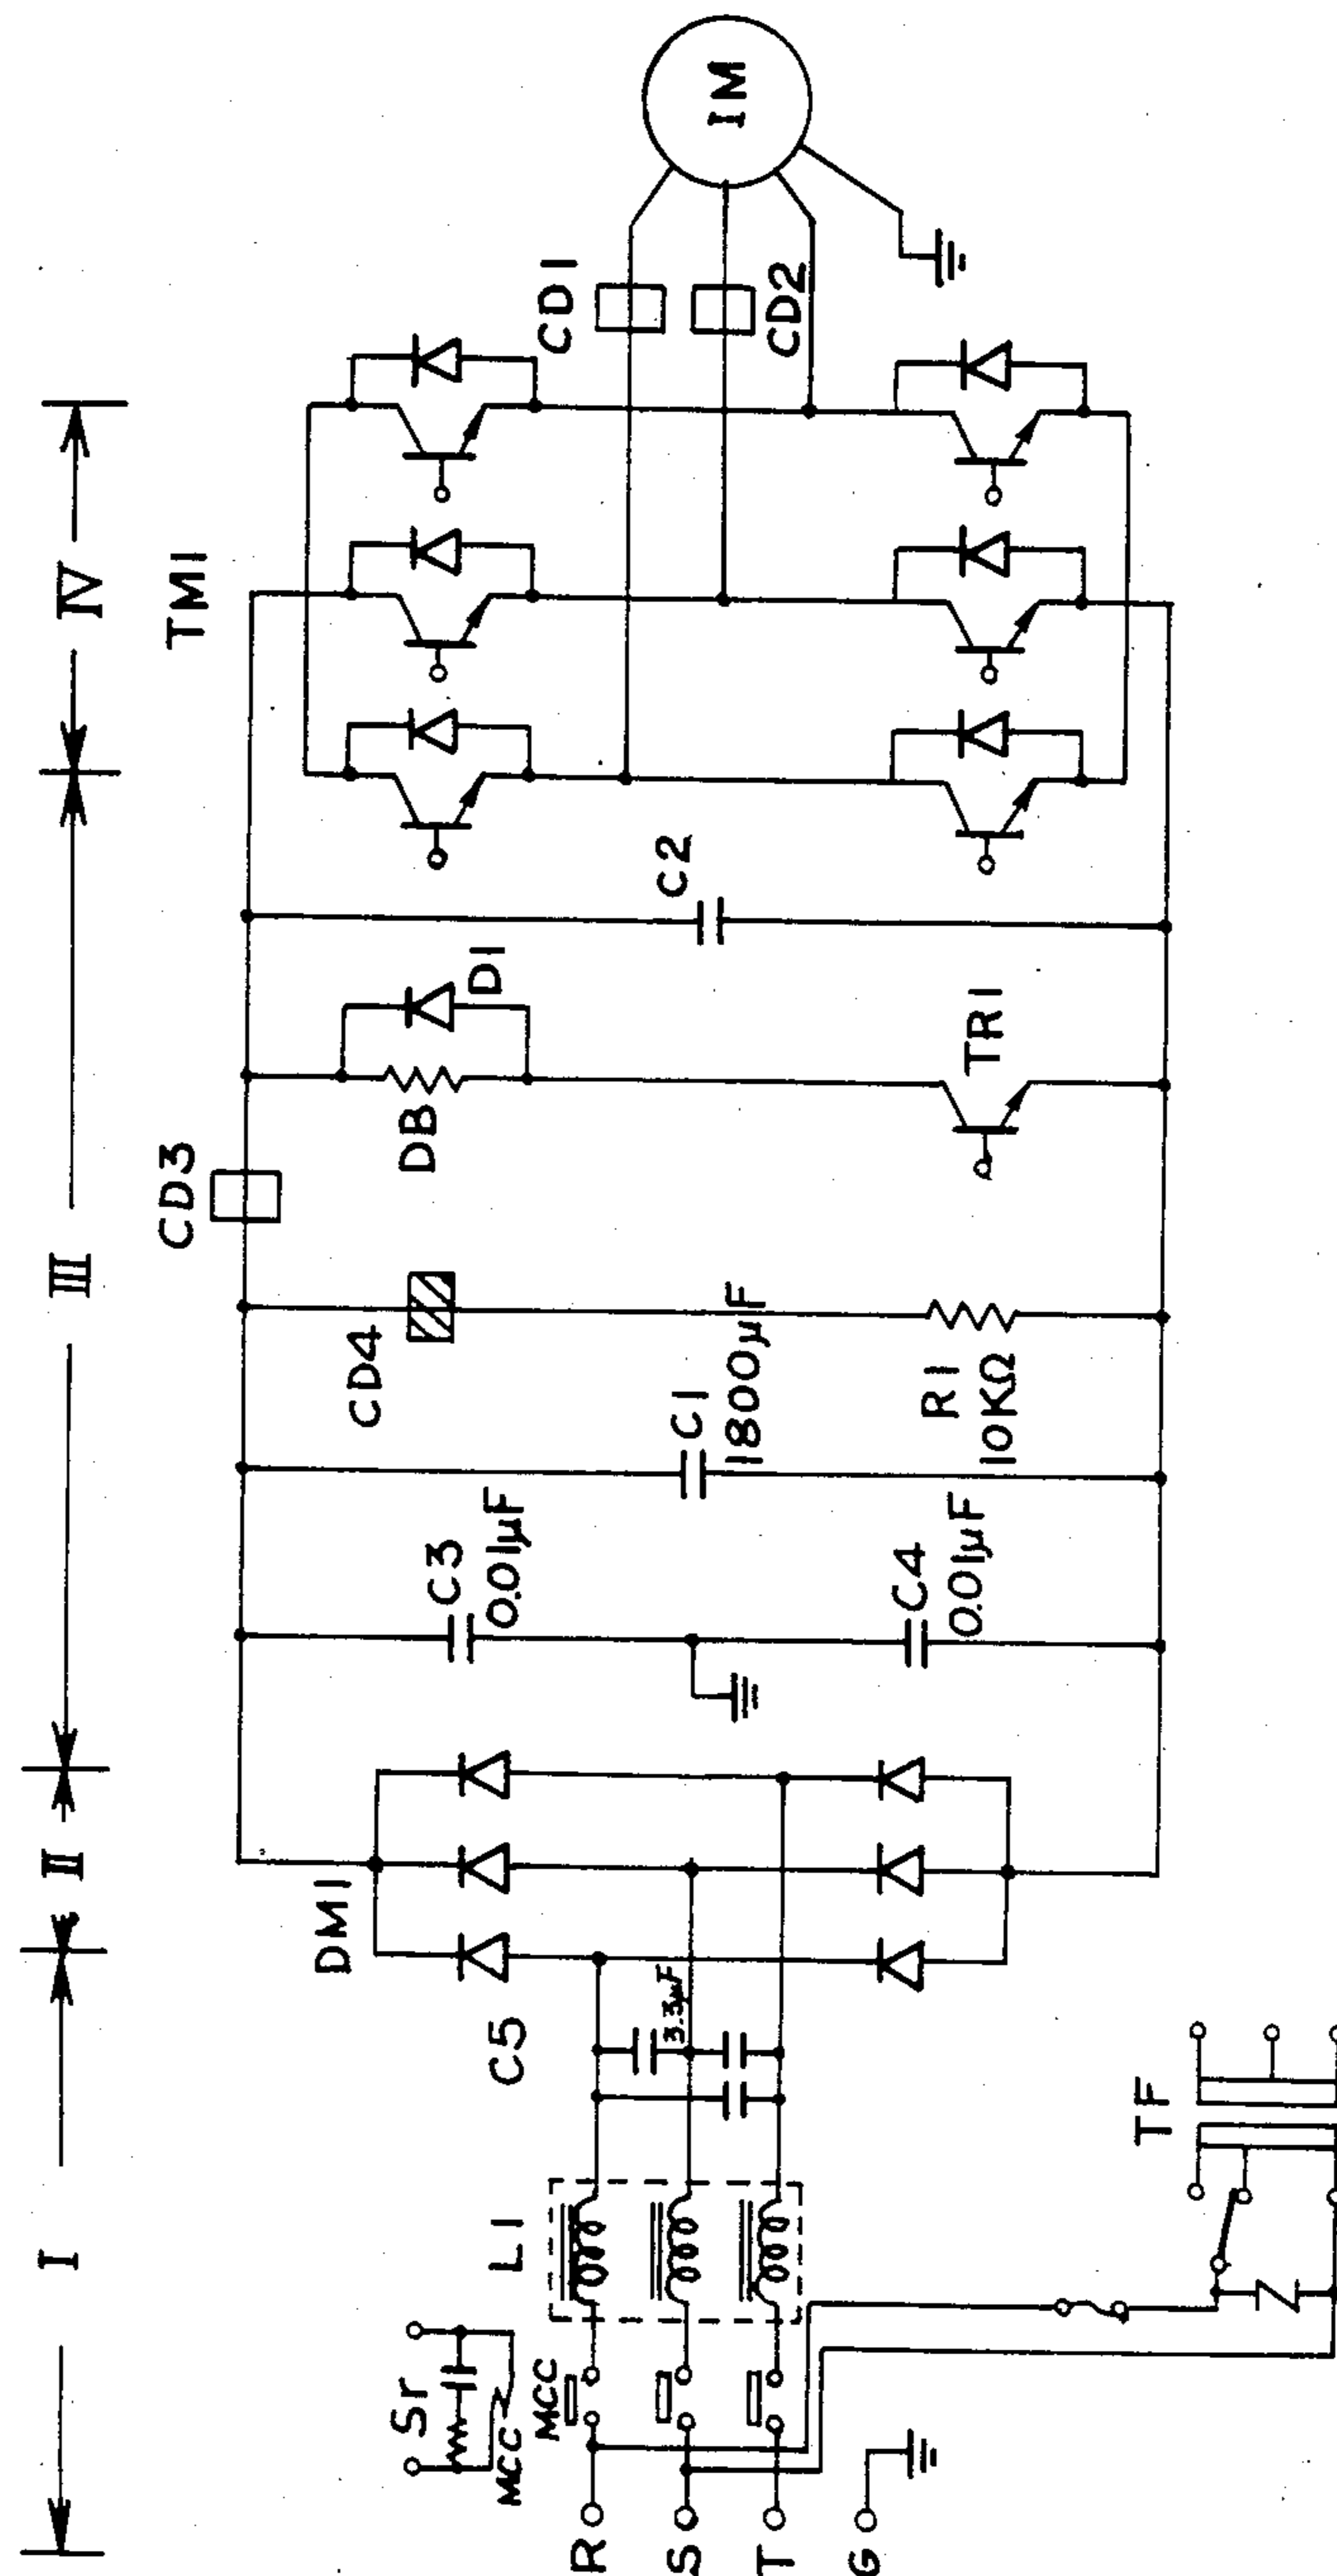 I
II
III
IV
Sr
MCC
MCC
L1
C5
3.3µF
DM1
C3
0.01µF
C4
0.01µF
C1
1800µF
CD4
R1
10KΩ
CD3
DB
D1
TR1
C2
TM1
CD1
CD2
IM
R
S
T
G
TF